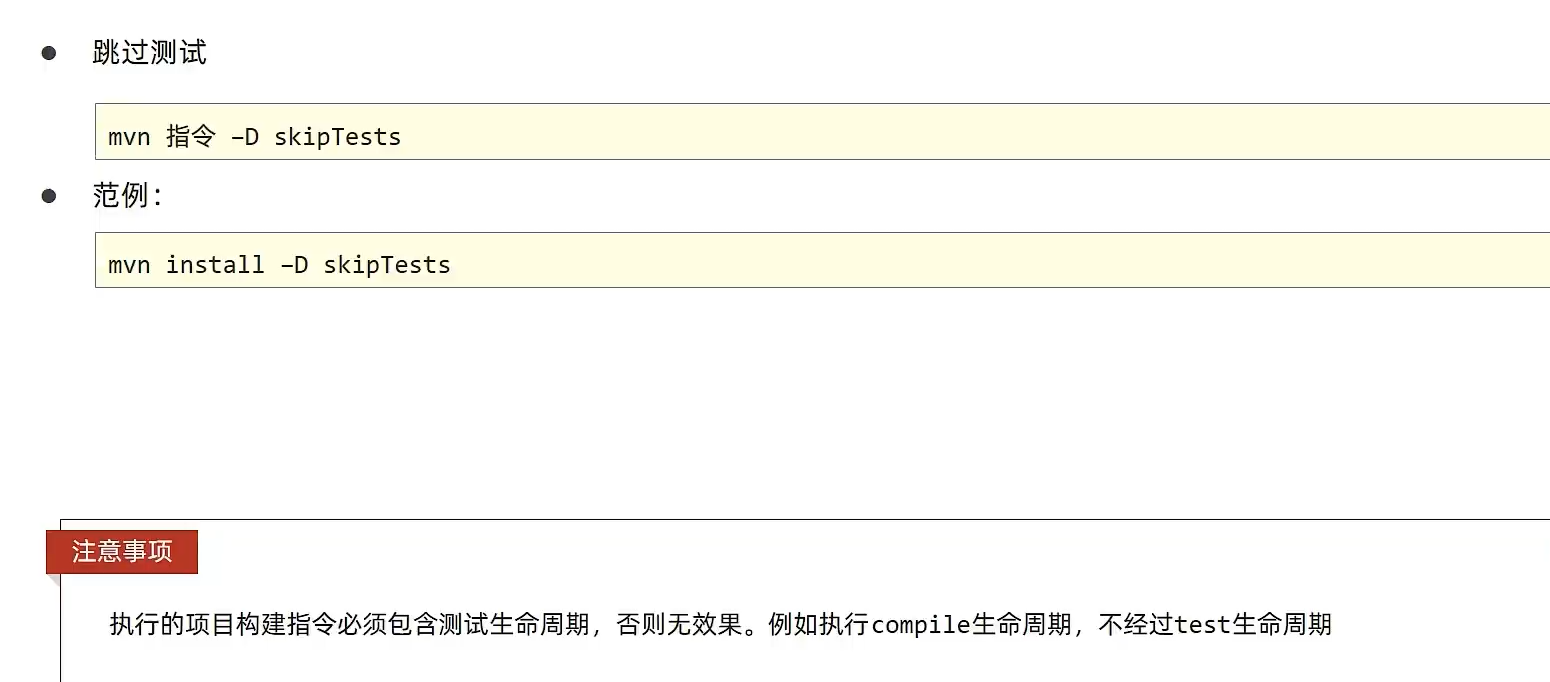 跳过测试
mvn 指令 –D skipTests
范例：
mvn install –D skipTests
注意事项
执行的项目构建指令必须包含测试生命周期，否则无效果。例如执行compile生命周期，不经过test生命周期